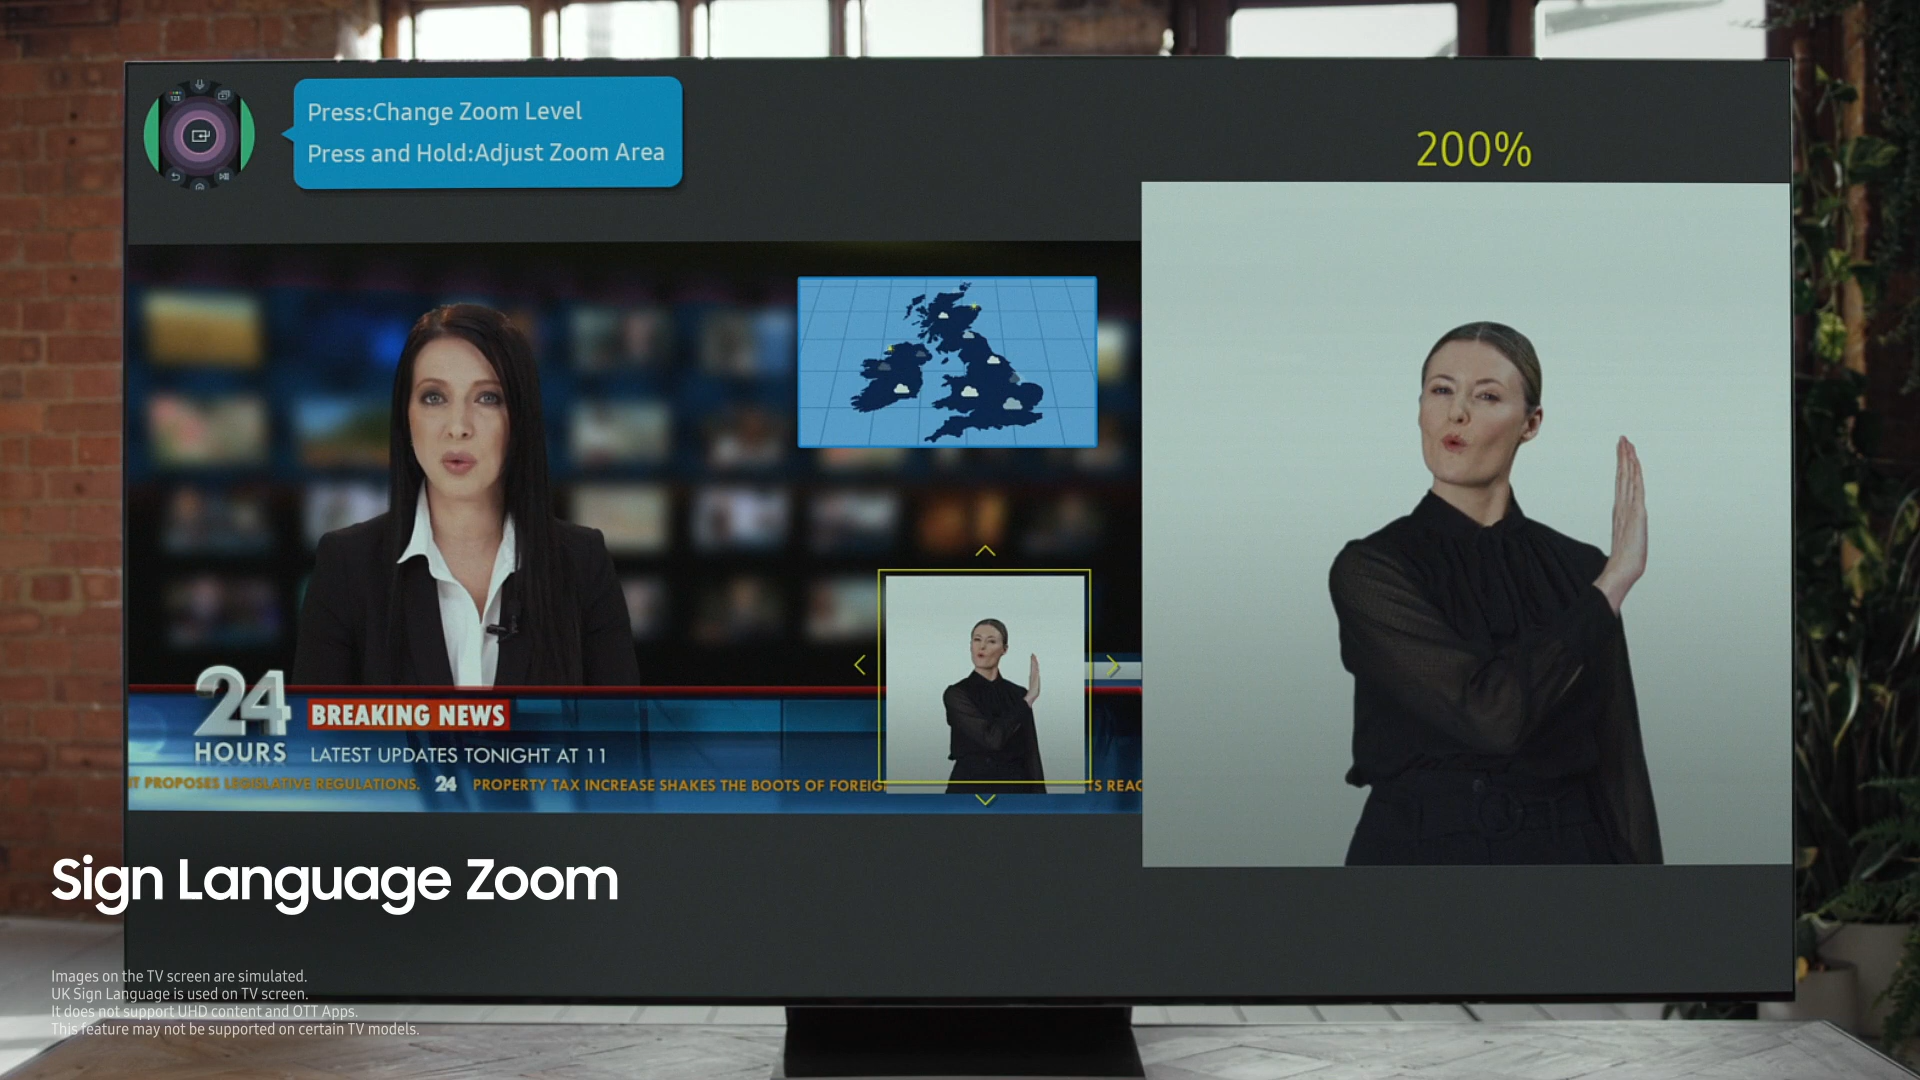 Press:Change Zoom Level
Press and Hold:Adjust Zoom Area
200%
24
HOURS
BREAKING NEWS
LATEST UPDATES TONIGHT AT 11
PROPOSES LEGISLATIVE REGULATIONS. 24 PROPERTY TAX INCREASE SHAKES THE BOOTS OF
Sign Language Zoom
Images on the TV screen are simulated.
UK Sign Language is used on TV screen.
It does not support UHD content and OTT Apps.
This feature may not be supported on certain TV models.